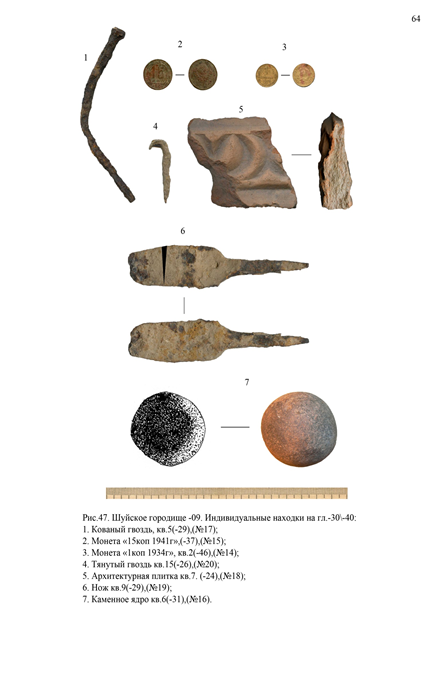 64
1
2
3
4
5
6
7
Рис.47. Шуйское городище -09. Индивидуальные находки на гл.-30\-40:
1. Кованый гвоздь, кв.5(-29),(№17);
2. Монета «15коп 1941г»,(-37),(№15);
3. Монета «1коп 1934г», кв.2(-46),(№14);
4. Тянутый гвоздь кв.15(-26),(№20);
5. Архитектурная плитка кв.7. (-24),(№18);
6. Нож кв.9(-29),(№19);
7. Каменное ядро кв.6(-31),(№16).